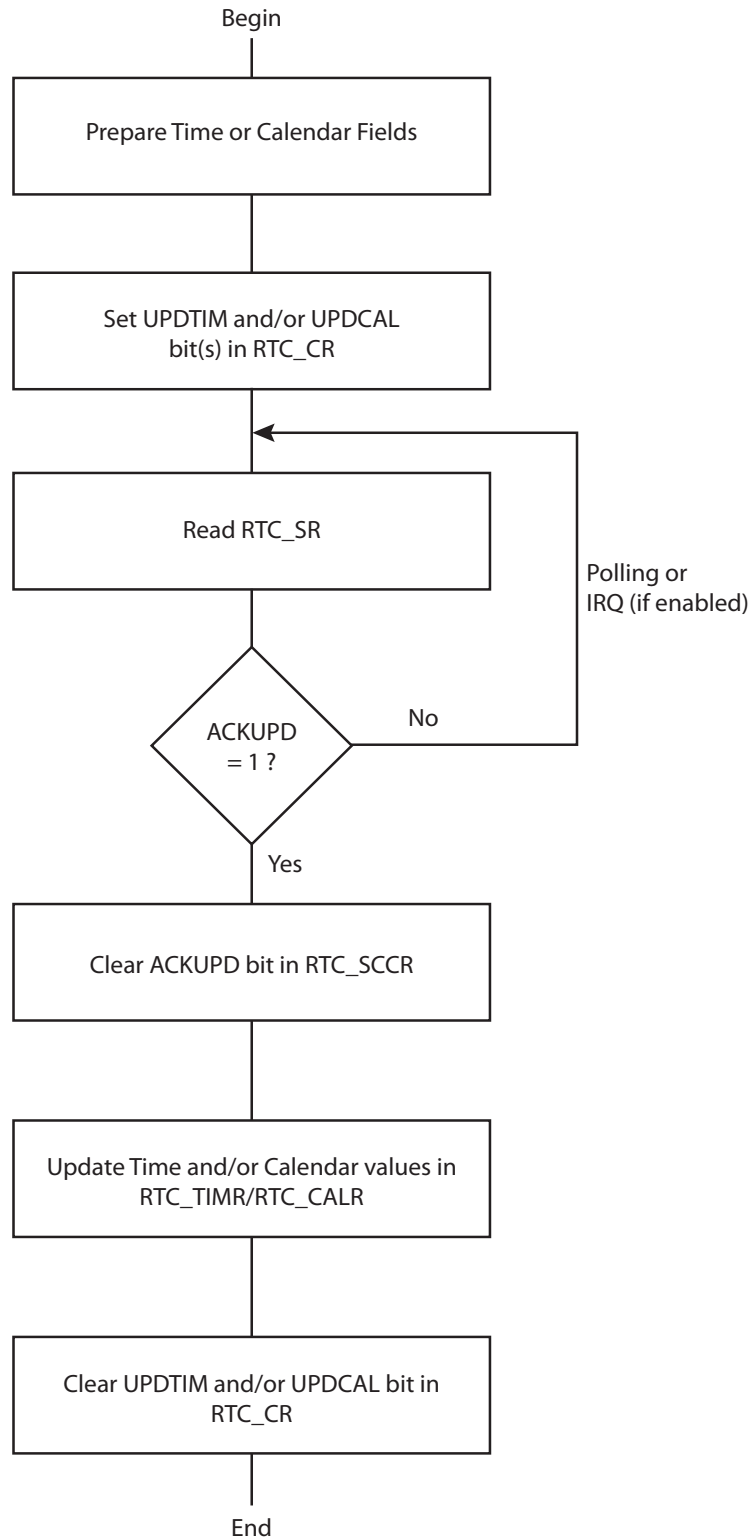 Begin
Prepare Time or Calendar Fields
Set UPDTIM and/or UPDCAL
bit(s) in RTC_CR
Read RTC_SR
Polling or
IRQ (if enabled)
ACKUPD
= 1 ?
No
Yes
Clear ACKUPD bit in RTC_SCCR
Update Time and/or Calendar values in
RTC_TIMR/RTC_CALR
Clear UPDTIM and/or UPDCAL bit in
RTC_CR
End